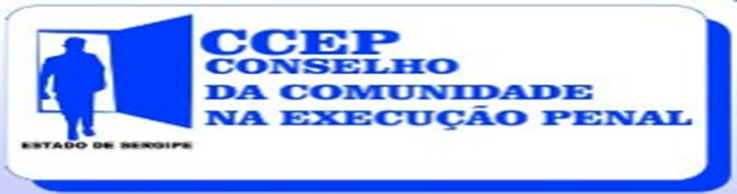 CCEP
CONSELHO
DA COMUNIDADE
NA EXECUÇÃO PENAL
ESTADO DE SERGIPE